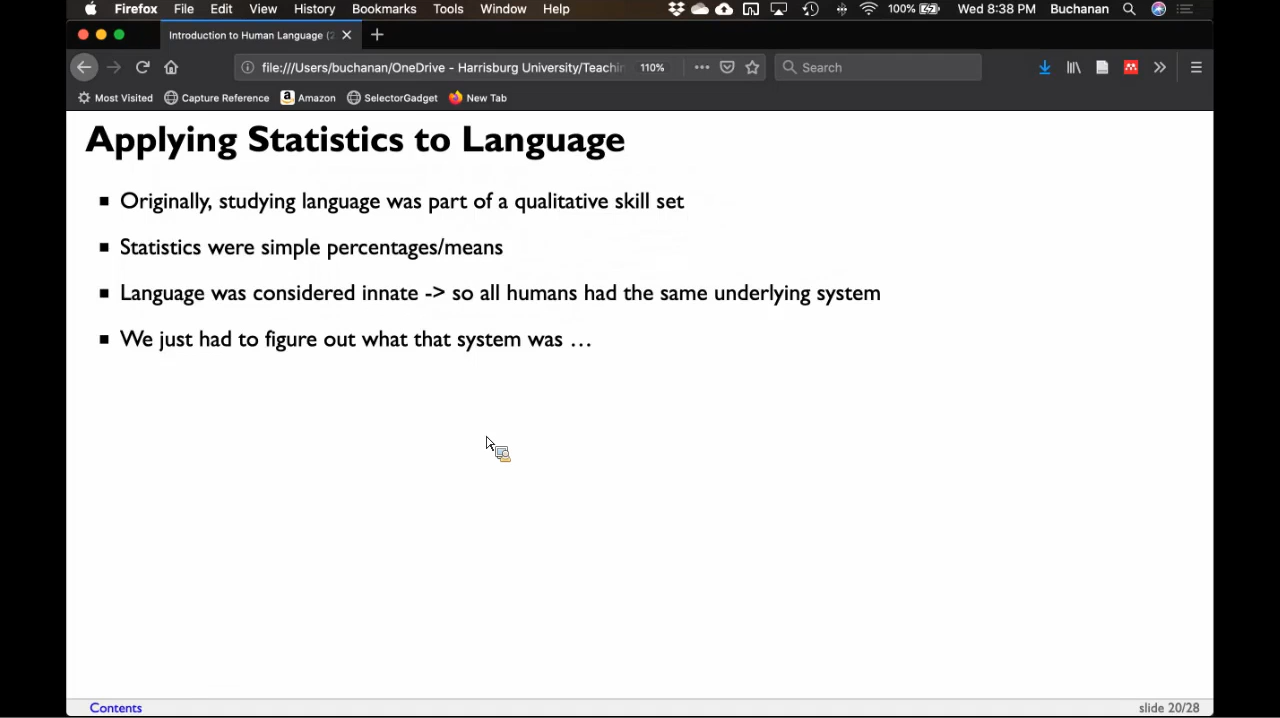 Firefox File Edit View History Bookmarks Tools Window Help 100% Wed 8:38 PM Buchanan
Introduction to Human Language (2
file:///Users/buchanan/OneDrive - Harrisburg University/Teachin 110% Search
Most Visited Capture Reference Amazon SelectorGadget New Tab
Applying Statistics to Language
Originally, studying language was part of a qualitative skill set
Statistics were simple percentages/means
Language was considered innate -> so all humans had the same underlying system
We just had to figure out what that system was …
Contents slide 20/28